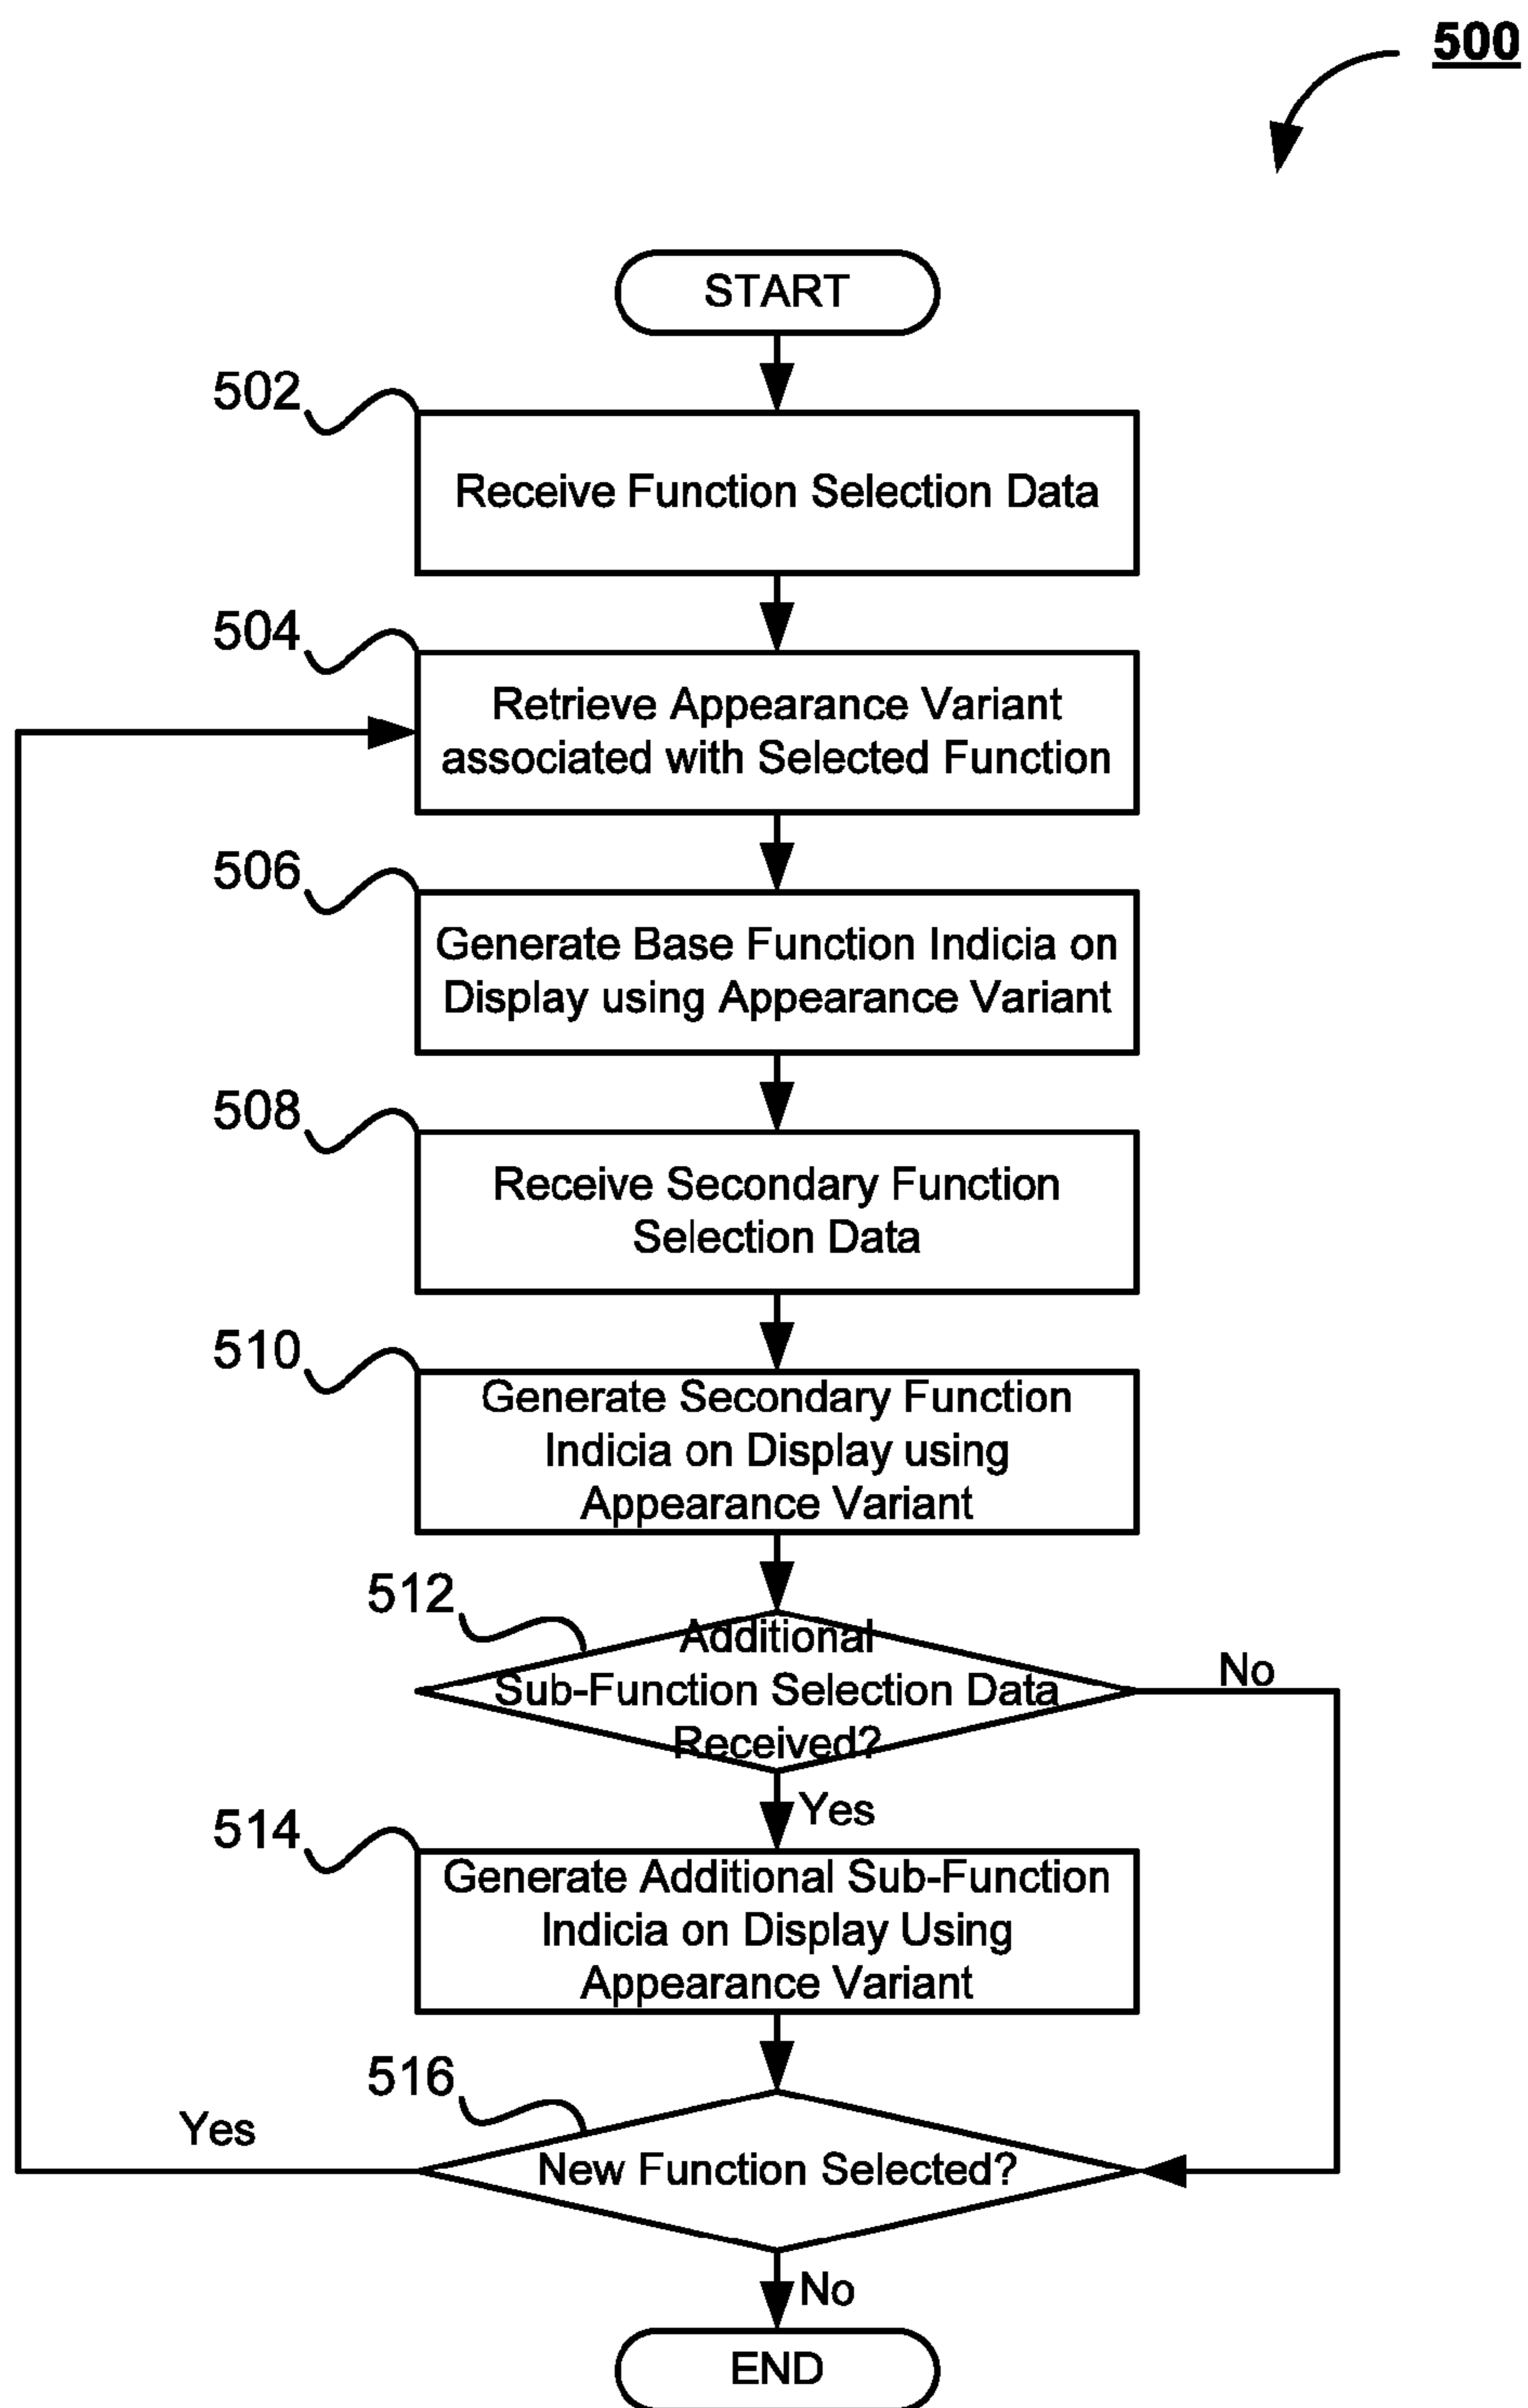 500
START
502
Receive Function Selection Data
504
Retrieve Appearance Variant
associated with Selected Function
506
Generate Base Function Indicia on
Display using Appearance Variant
508
Receive Secondary Function
Selection Data
510
Generate Secondary Function
Indicia on Display using
Appearance Variant
512
Additional
Sub-Function Selection Data
Received?
No
Yes
514
Generate Additional Sub-Function
Indicia on Display Using
Appearance Variant
516
Yes
New Function Selected?
No
END